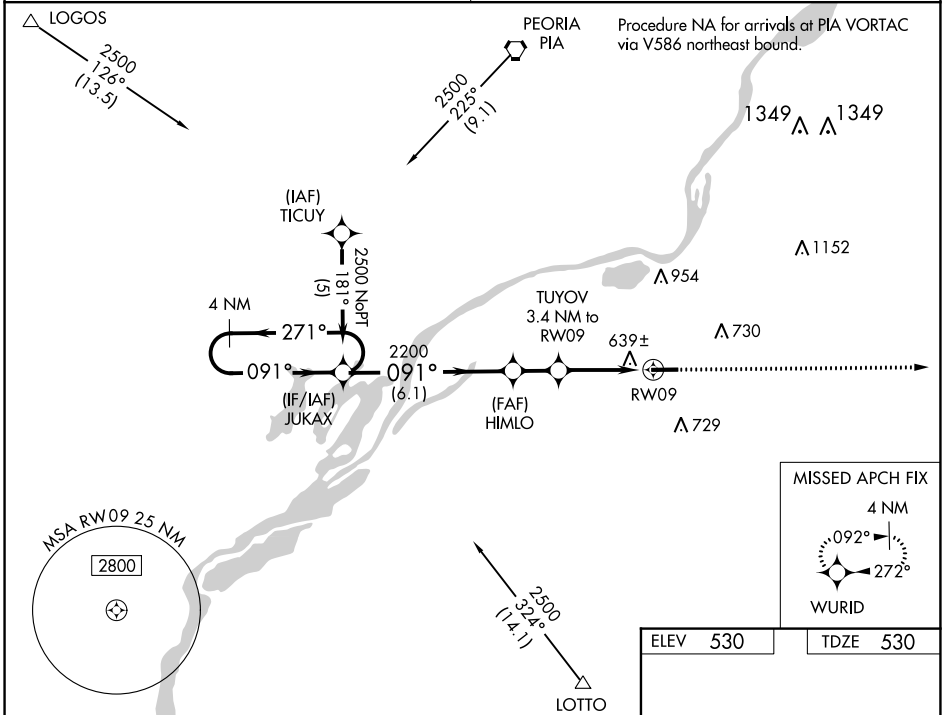 LOGOS
2500
126°
(13.5)
PEORIA
PIA
2500
225°
(9.1)
Procedure NA for arrivals at PIA VORTAC
via V586 northeast bound.
1349 1349
(IAF)
TICUY
2500 NoPT
181°
(5)
1152
954
4 NM
271°
TUYOV
3.4 NM to
RW09
639±
730
091°
2200
091°
(6.1)
(IF/IAF)
JUKAX
(FAF)
HIMLO
RW09
729
MISSED APCH FIX
4 NM
092°
272°
WURID
MSA RW09 25 NM
2800
2500
324°
(14.1)
LOTTO
ELEV 530
TDZE 530